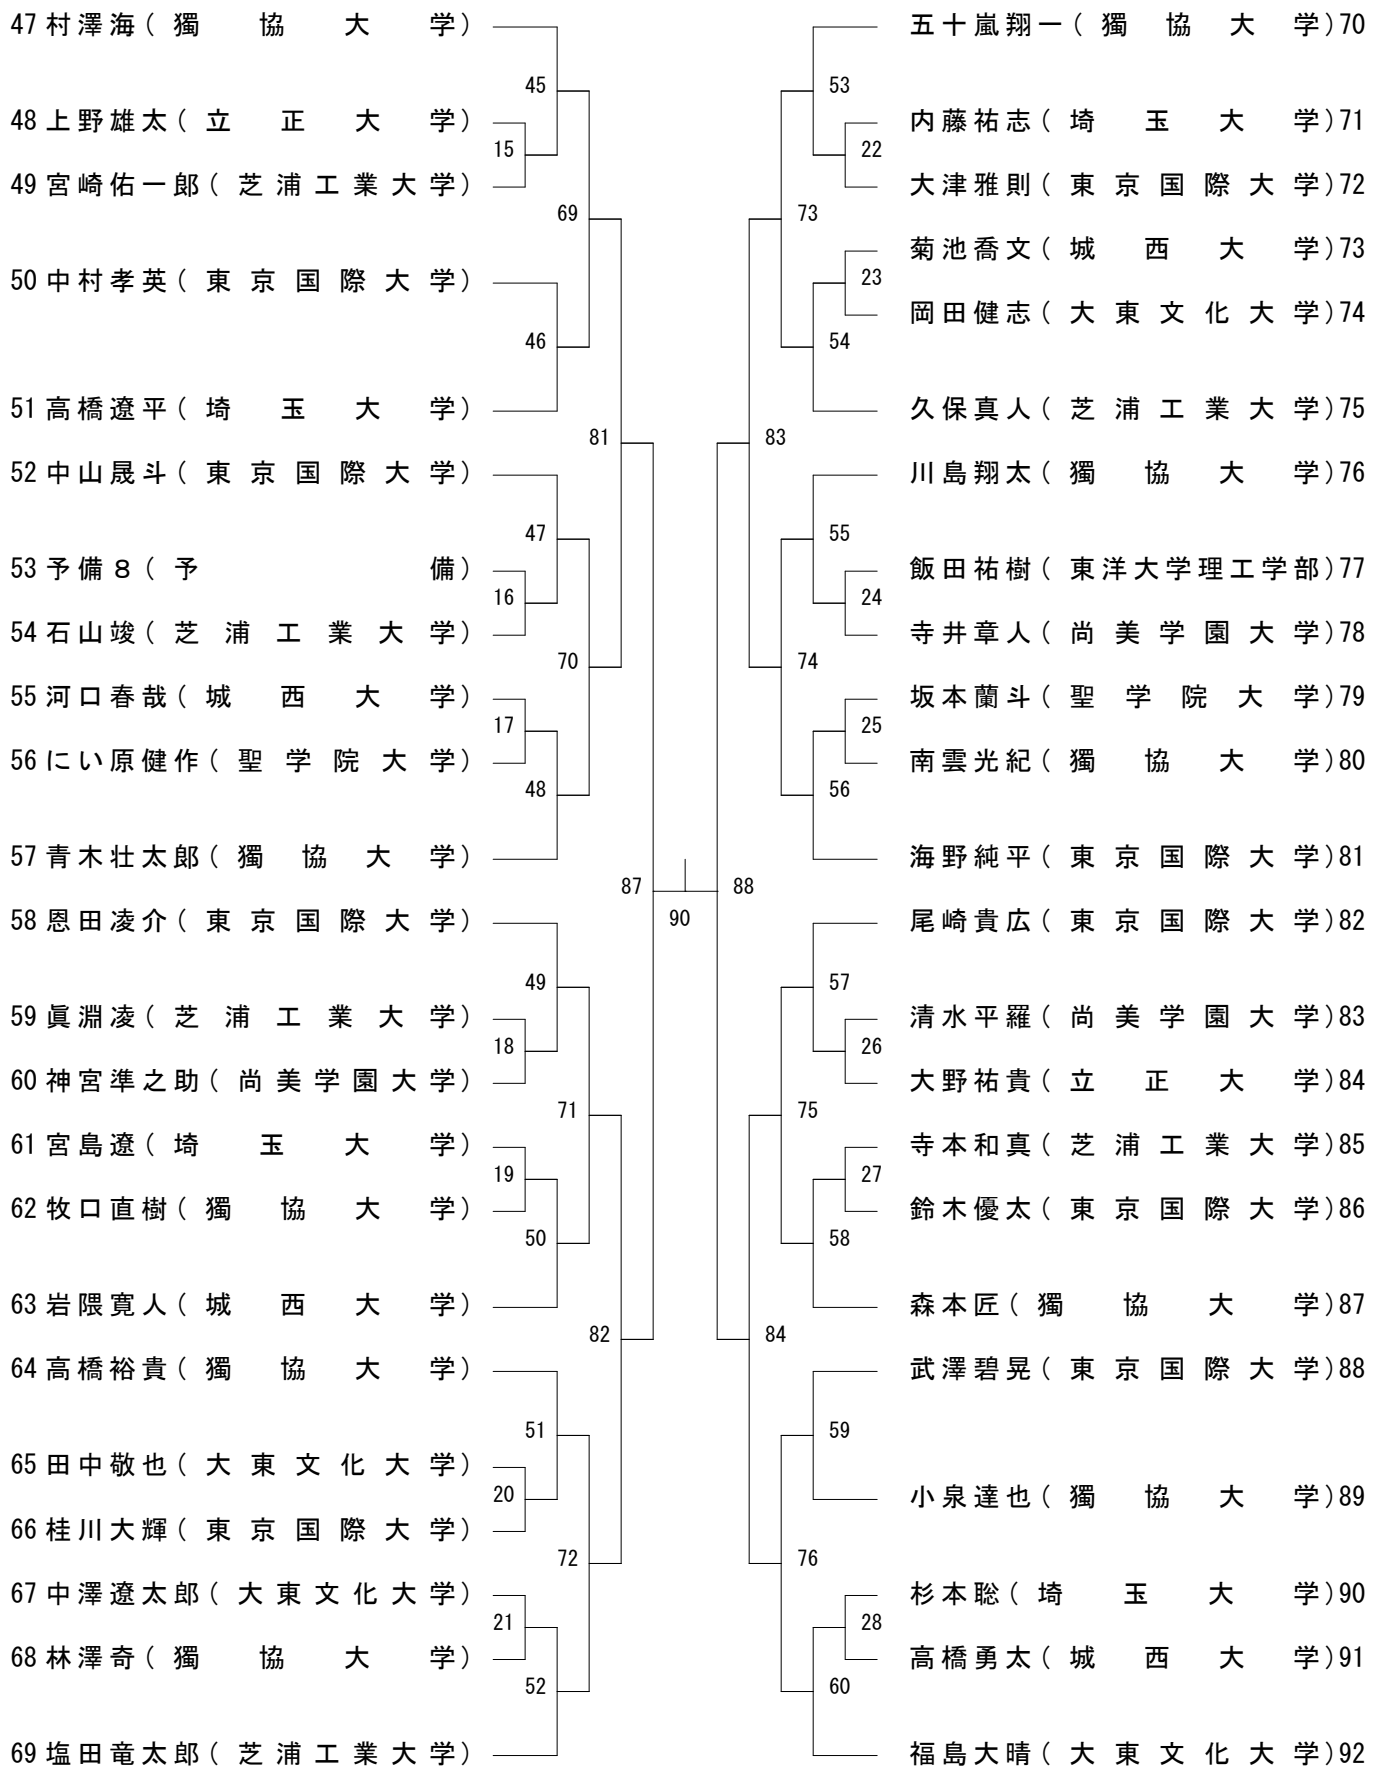 47 村澤海(獨協大学)
45
48 上野雄太(立正大学)
15
49 宮崎佑一郎(芝浦工業大学)
69
50 中村孝英(東京国際大学)
46
51 高橋遼平(埼玉大学)
81
52 中山晟斗(東京国際大学)
47
53 予備8(予備)
16
54 石山竣(芝浦工業大学)
70
55 河口春哉(城西大学)
17
56 にい原健作(聖学院大学)
48
57 青木壮太郎(獨協大学)
87
58 恩田凌介(東京国際大学)
49
59 眞淵凌(芝浦工業大学)
18
60 神宮準之助(尚美学園大学)
71
61 宮島遼(埼玉大学)
19
62 牧口直樹(獨協大学)
50
63 岩隈寛人(城西大学)
82
64 高橋裕貴(獨協大学)
51
65 田中敬也(大東文化大学)
20
66 桂川大輝(東京国際大学)
72
67 中澤遼太郎(大東文化大学)
21
68 林澤奇(獨協大学)
52
69 塩田竜太郎(芝浦工業大学)
90
五十嵐翔一(獨協大学)70
53
内藤祐志(埼玉大学)71
22
大津雅則(東京国際大学)72
73
菊池喬文(城西大学)73
23
岡田健志(大東文化大学)74
54
久保真人(芝浦工業大学)75
83
川島翔太(獨協大学)76
55
飯田祐樹(東洋大学理工学部)77
24
寺井章人(尚美学園大学)78
74
坂本蘭斗(聖学院大学)79
25
南雲光紀(獨協大学)80
56
海野純平(東京国際大学)81
88
尾崎貴広(東京国際大学)82
57
清水平羅(尚美学園大学)83
26
大野祐貴(立正大学)84
75
寺本和真(芝浦工業大学)85
27
鈴木優太(東京国際大学)86
58
森本匠(獨協大学)87
84
武澤碧晃(東京国際大学)88
59
小泉達也(獨協大学)89
76
杉本聡(埼玉大学)90
28
高橋勇太(城西大学)91
60
福島大晴(大東文化大学)92